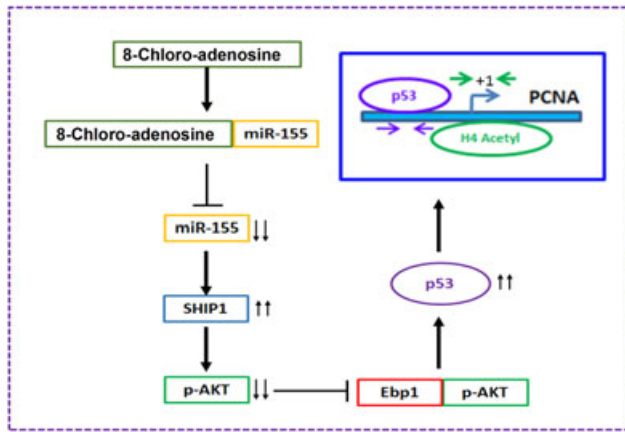 8-Chloro-adenosine
8-Chloro-adenosine miR-155
miR-155 ↓↓
SHIP1 ↑↑
p-AKT ↓↓
Ebp1 p-AKT
p53 ↑↑
p53 +1 PCNA
H4 Acetyl